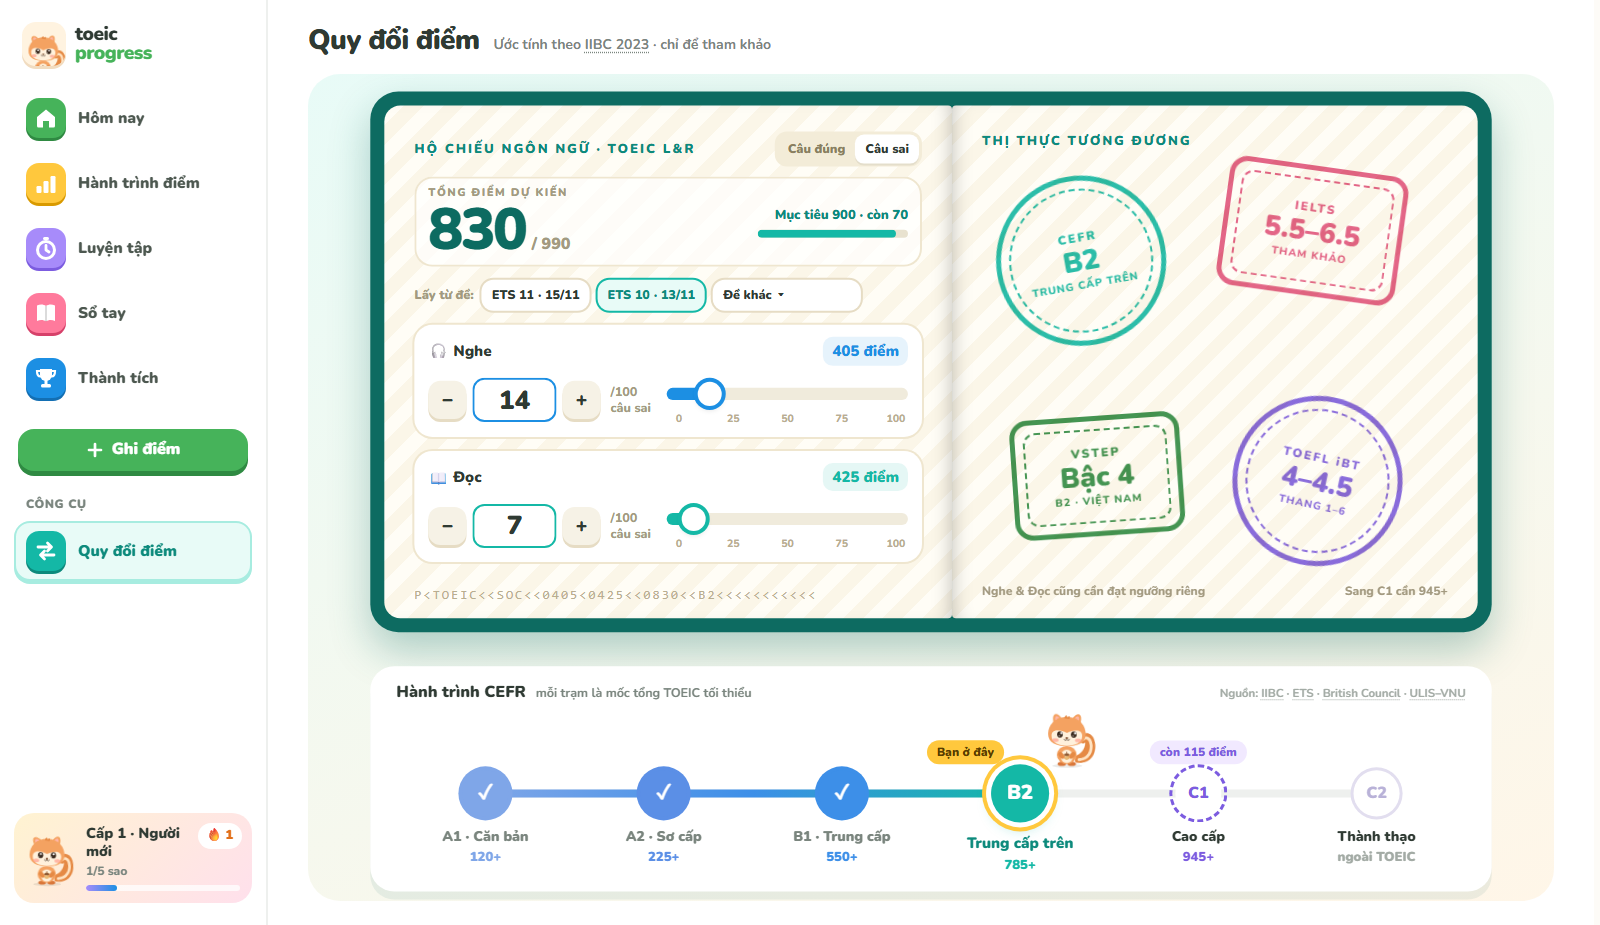 toeic
progress
Hôm nay
Hành trình điểm
Luyện tập
Sổ tay
Thành tích
+ Ghi điểm
CÔNG CỤ
Quy đổi điểm
Cấp 1 · Người
mới
1
1/5 sao
Quy đổi điểm
Ước tính theo IIBC 2023 · chỉ để tham khảo
HỘ CHIẾU NGÔN NGỮ · TOEIC L&R
Câu đúng
Câu sai
TỔNG ĐIỂM DỰ KIẾN
830 / 990
Mục tiêu 900 · còn 70
Lấy từ đề:
ETS 11 · 15/11
ETS 10 · 13/11
Đề khác
Nghe
405 điểm
−
14
+
/100
câu sai
0 25 50 75 100
Đọc
425 điểm
−
7
+
/100
câu sai
0 25 50 75 100
P<TOEIC<<SOC<<0405<0425<<0830<<B2<<<<<<<<<<<
THỊ THỰC TƯƠNG ĐƯƠNG
CEFR
B2
TRUNG CẤP TRÊN
IELTS
5.5–6.5
THAM KHẢO
VSTEP
Bậc 4
B2 · VIỆT NAM
TOEFL iBT
4–4.5
THANG 1–6
Nghe & Đọc cũng cần đạt ngưỡng riêng
Sang C1 cần 945+
Hành trình CEFR
mỗi trạm là mốc tổng TOEIC tối thiểu
Nguồn: IIBC · ETS · British Council · ULIS–VNU
Bạn ở đây
còn 115 điểm
B2
C1
C2
A1 · Căn bản
120+
A2 · Sơ cấp
225+
B1 · Trung cấp
550+
Trung cấp trên
785+
Cao cấp
945+
Thành thạo
ngoài TOEIC